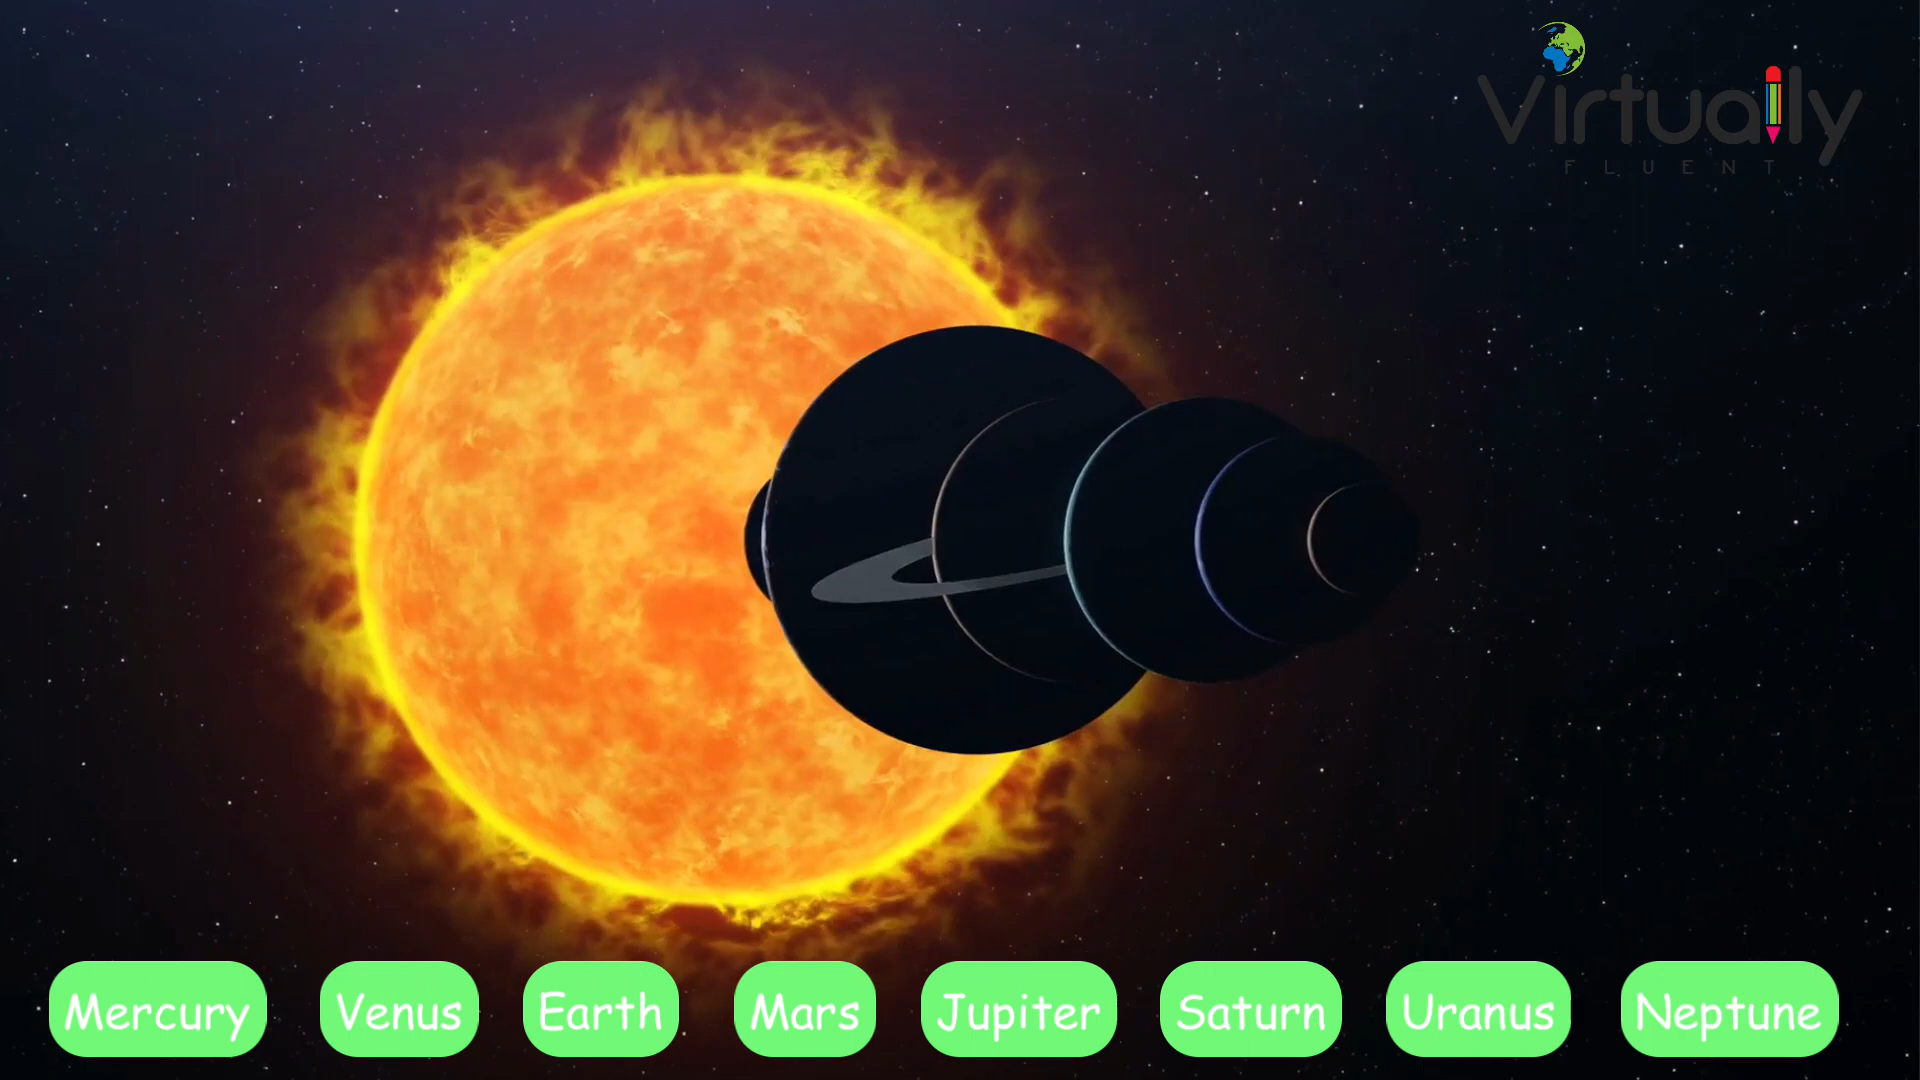 Virtually
FLUENT
Mercury
Venus
Earth
Mars
Jupiter
Saturn
Uranus
Neptune